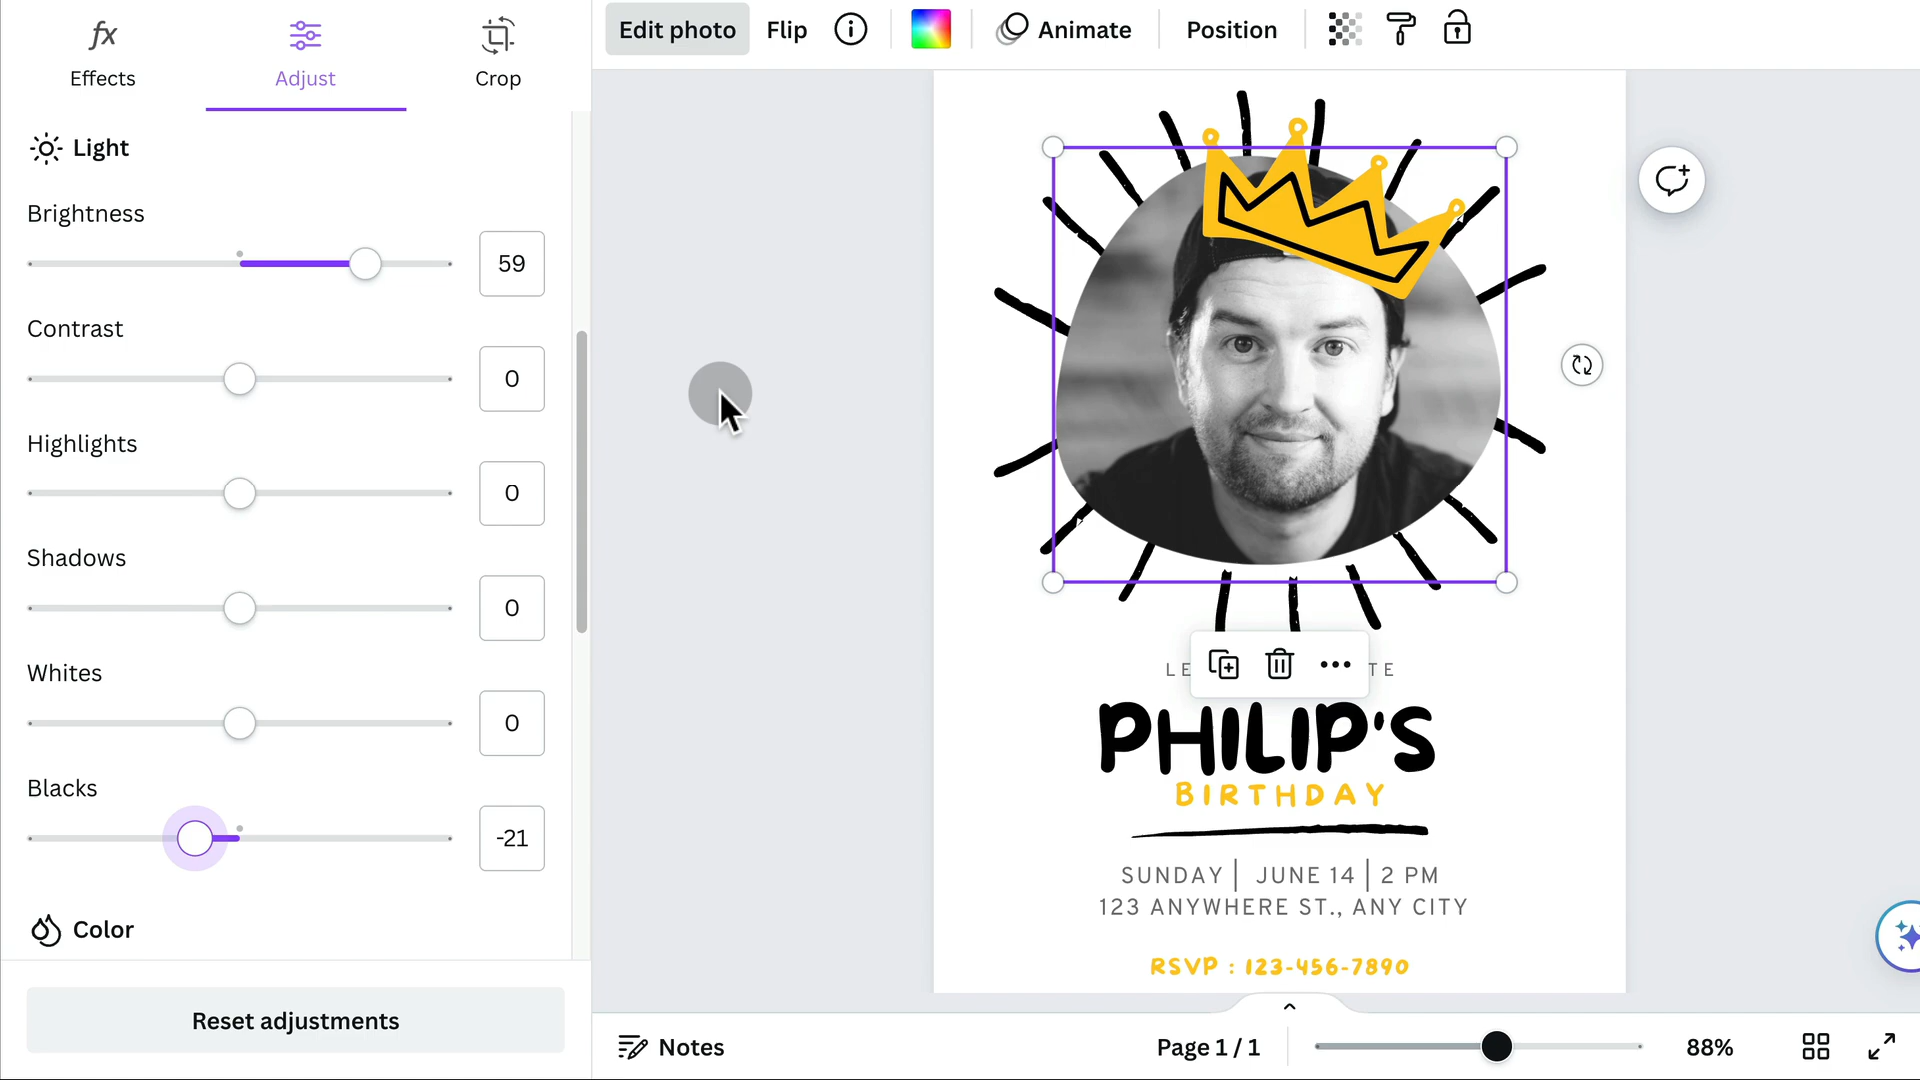 Effects
Adjust
Crop
Edit photo
Flip
Animate
Position
Light
Brightness
59
Contrast
0
Highlights
0
Shadows
0
Whites
0
Blacks
-21
Color
Reset adjustments
PHILIP'S
BIRTHDAY
SUNDAY | JUNE 14 | 2 PM
123 ANYWHERE ST., ANY CITY
RSVP : 123-456-7890
Notes
Page 1 / 1
88%